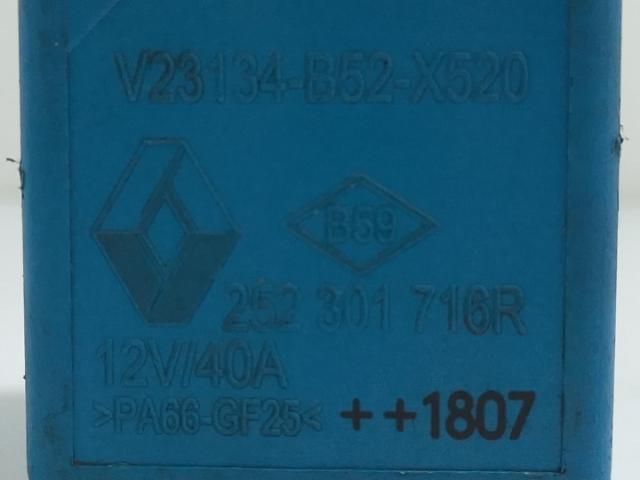 V23134-B52-X520
B59
252 301 716R
12V/40A
>PA66-GF25< ++1807